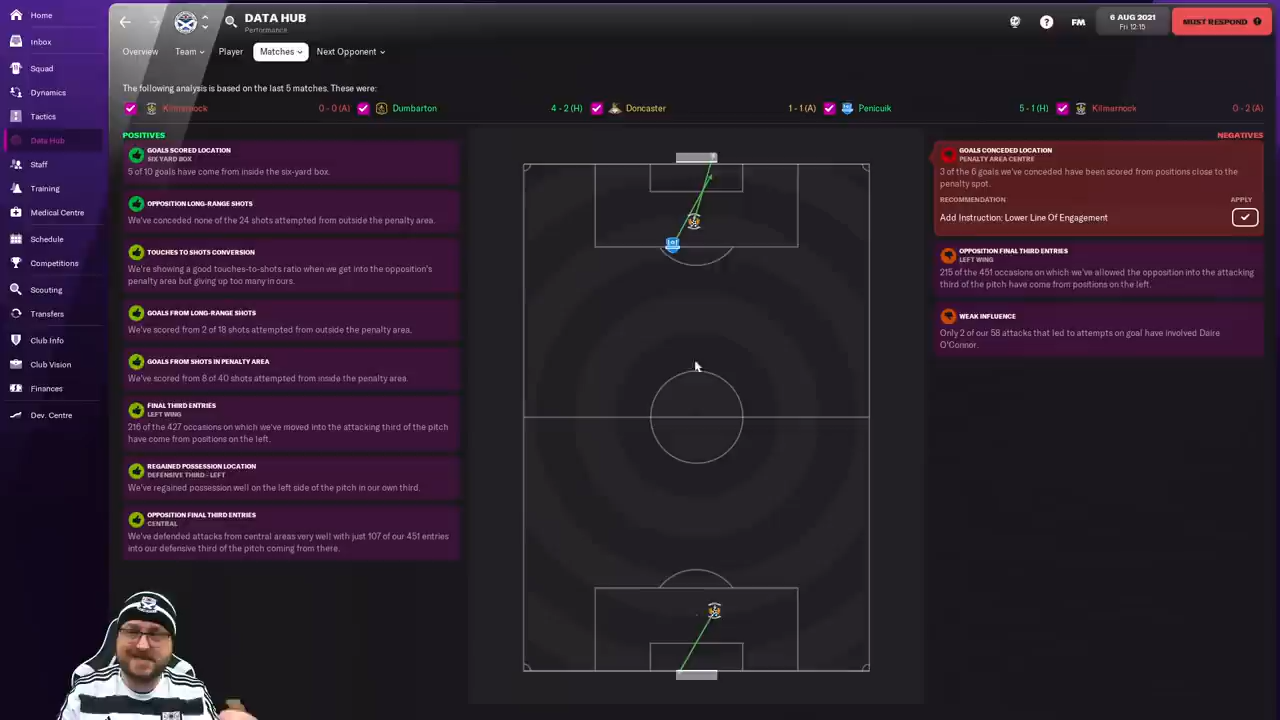 Home
DATA HUB
Performance
6 AUG 2021
Fri 12:15
MUST RESPOND
FM
Inbox
Squad
Dynamics
Tactics
Data Hub
Staff
Training
Medical Centre
Schedule
Competitions
Scouting
Transfers
Club Info
Club Vision
Finances
Dev. Centre
Overview Team Player Matches Next Opponent
The following analysis is based on the last 5 matches. These were:
Kilmarnock 0 - 0 (A) Dumbarton 4 - 2 (H) Doncaster 1 - 1 (A) Penicuik 5 - 1 (H) Kilmarnock 0 - 2 (A)
POSITIVES
GOALS SCORED LOCATION
SIX YARD BOX
5 of 10 goals have come from inside the six-yard box.
OPPOSITION LONG-RANGE SHOTS
We've conceded none of the 24 shots attempted from outside the penalty area.
TOUCHES TO SHOTS CONVERSION
We're showing a good touches-to-shots ratio when we get into the opposition's
penalty area but giving up too many in ours.
GOALS FROM LONG-RANGE SHOTS
We've scored from 2 of 18 shots attempted from outside the penalty area.
GOALS FROM SHOTS IN PENALTY AREA
We've scored from 8 of 40 shots attempted from inside the penalty area.
FINAL THIRD ENTRIES
LEFT WING
216 of the 427 occasions on which we've moved into the attacking third of the pitch
have come from positions on the left.
REGAINED POSSESSION LOCATION
DEFENSIVE THIRD - LEFT
We've regained possession well on the left side of the pitch in our own third.
OPPOSITION FINAL THIRD ENTRIES
CENTRAL
We've defended attacks from central areas very well with just 107 of our 451 entries
into our defensive third of the pitch coming from there.
NEGATIVES
GOALS CONCEDED LOCATION
PENALTY AREA CENTRE
3 of the 6 goals we've conceded have been scored from positions close to the
penalty spot.
RECOMMENDATION APPLY
Add Instruction: Lower Line Of Engagement
OPPOSITION FINAL THIRD ENTRIES
LEFT WING
215 of the 451 occasions on which we've allowed the opposition into the attacking
third of the pitch have come from positions on the left.
WEAK INFLUENCE
Only 2 of our 58 attacks that led to attempts on goal have involved Daire
O'Connor.